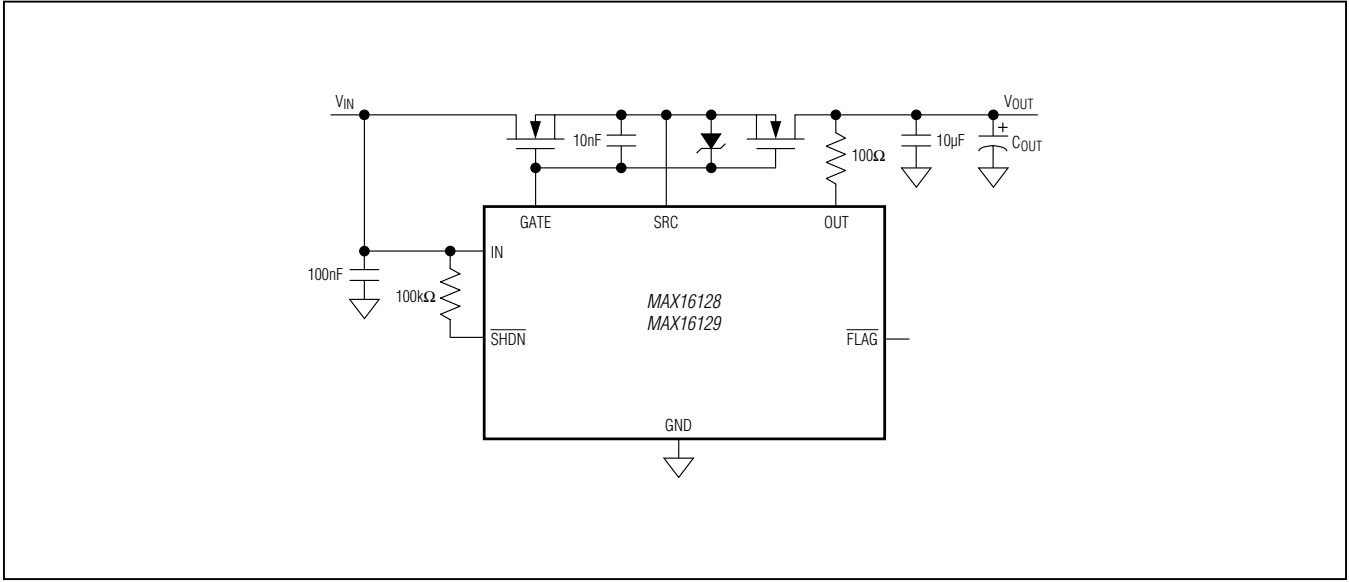 VIN
VOUT
10nF
100Ω
10µF
+
COUT
GATE
SRC
OUT
IN
100nF
100kΩ
MAX16128
MAX16129
SHDN
FLAG
GND